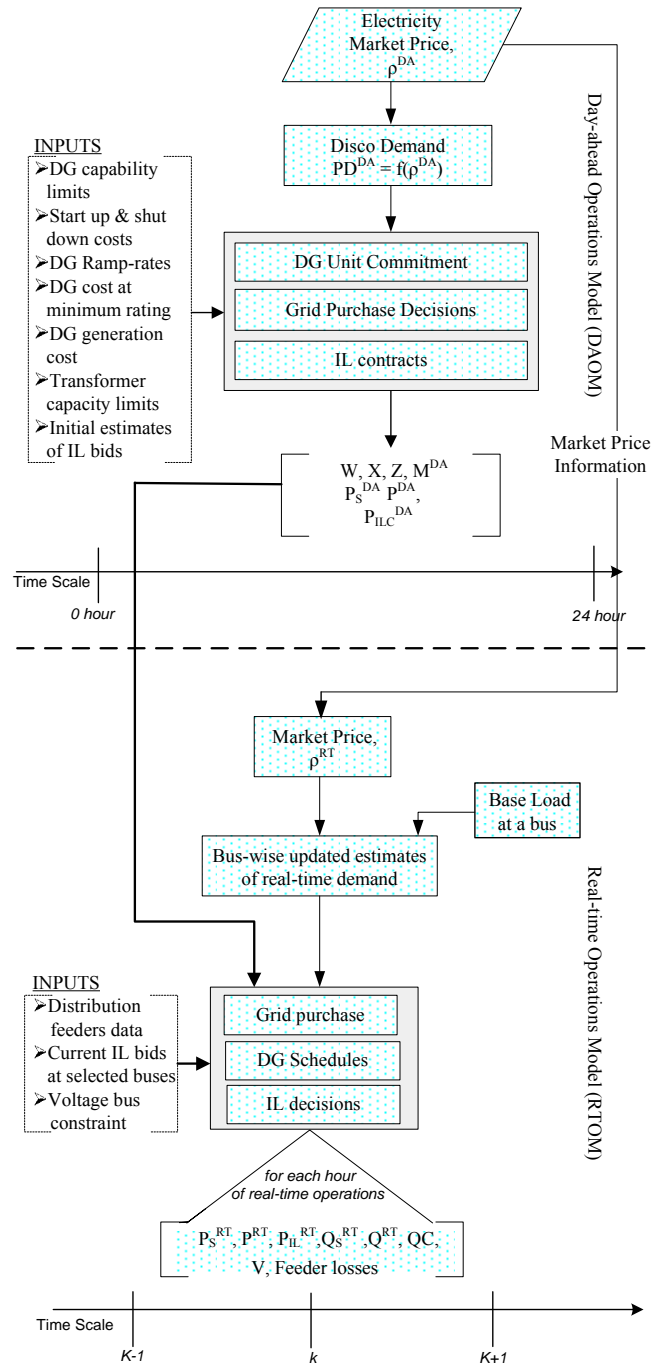 Electricity
Market Price,
ρ^DA
Disco Demand
PD^DA = f(ρ^DA)
INPUTS
➢DG capability
limits
➢Start up & shut
down costs
➢DG Ramp-rates
➢DG cost at
minimum rating
➢DG generation
cost
➢Transformer
capacity limits
➢Initial estimates
of IL bids
DG Unit Commitment
Grid Purchase Decisions
IL contracts
Day-ahead Operations Model (DAOM)
Market Price
Information
W, X, Z, M^DA
P_S^DA P^DA,
P_ILC^DA
Time Scale
0 hour
24 hour
Market Price,
ρ^RT
Base Load
at a bus
Bus-wise updated estimates
of real-time demand
Real-time Operations Model (RTOM)
INPUTS
➢Distribution
feeders data
➢Current IL bids
at selected buses
➢Voltage bus
constraint
Grid purchase
DG Schedules
IL decisions
for each hour
of real-time operations
P_S^RT, P^RT, P_IL^RT,Q_S^RT ,Q^RT, QC,
V, Feeder losses
Time Scale
K-1
k
K+1